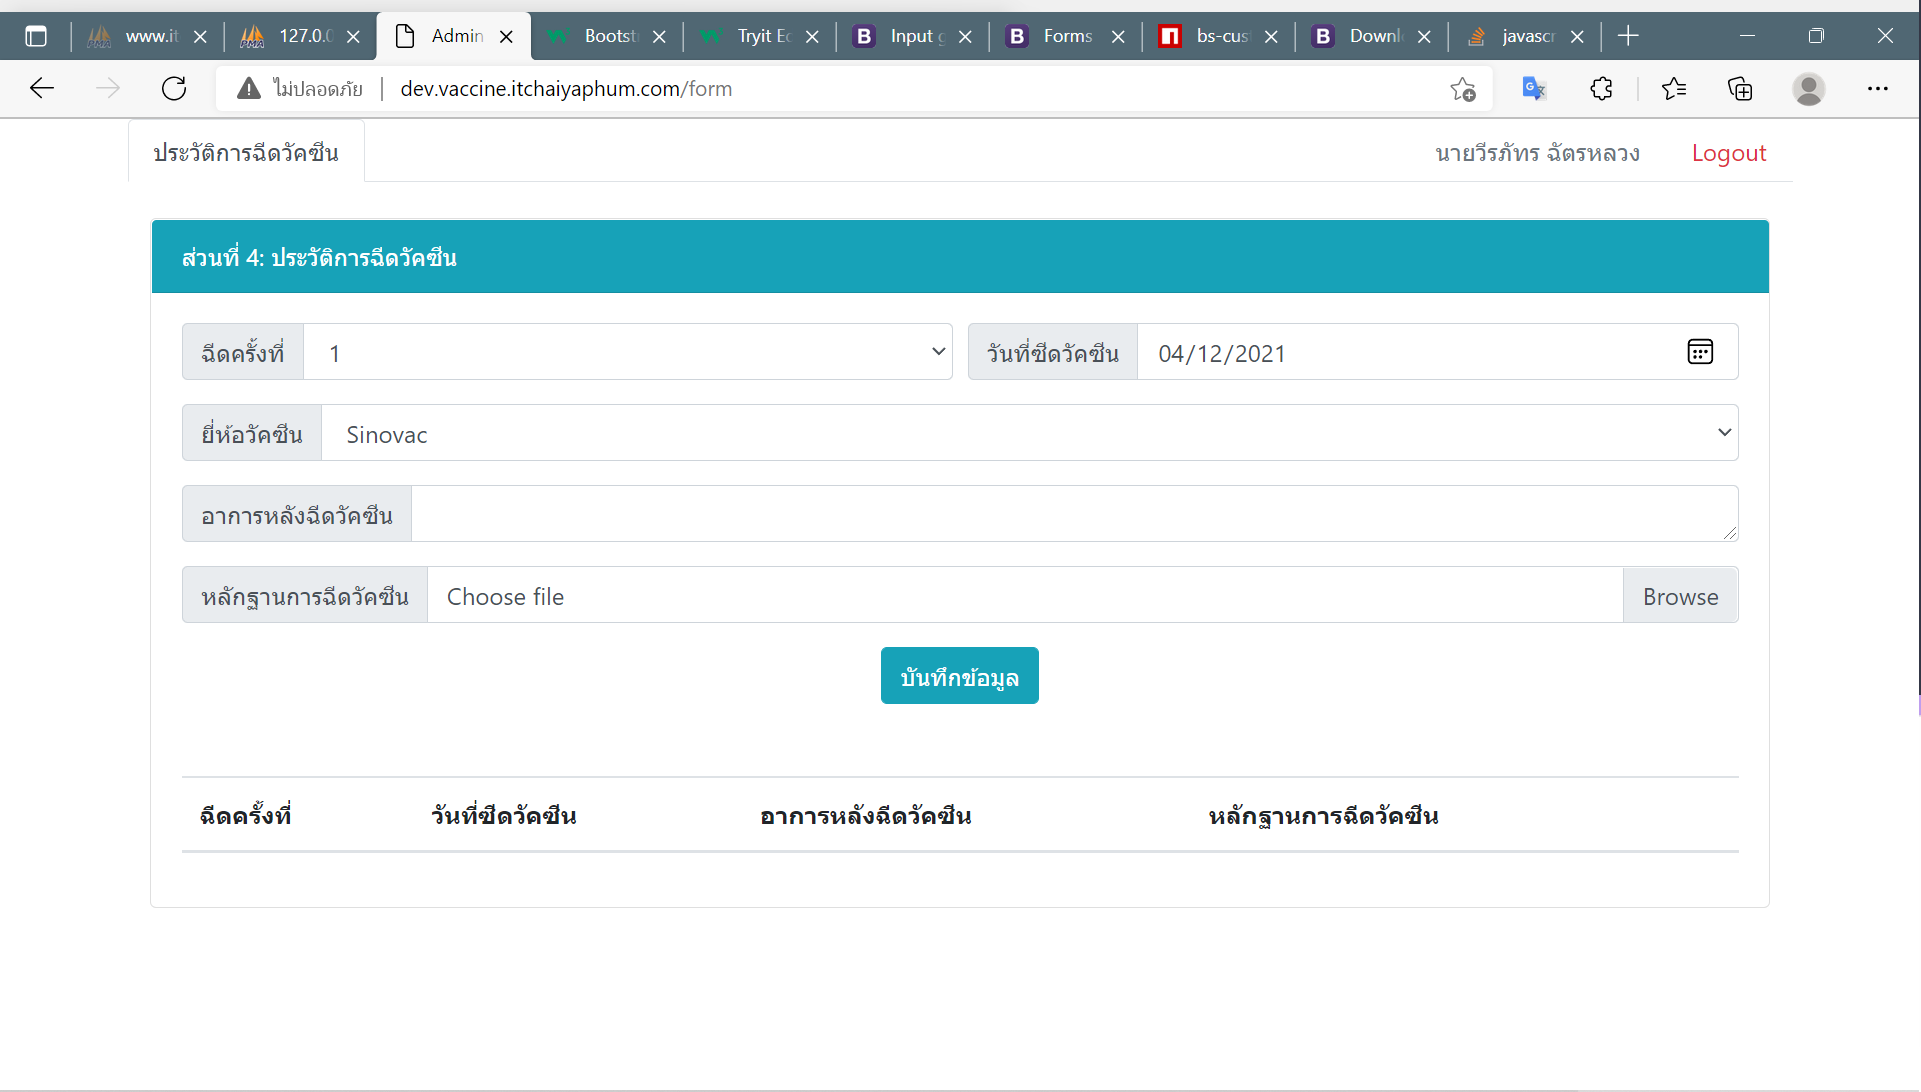 www.it
127.0.0
Admin
Bootst
Tryit Ed
Input g
Forms
bs-cus
Downl
javascr
ไม่ปลอดภัย
dev.vaccine.itchaiyaphum.com/form
ประวัติการฉีดวัคซีน
นายวีรภัทร ฉัตรหลวง
Logout
ส่วนที่ 4: ประวัติการฉีดวัคซีน
ฉีดครั้งที่
1
วันที่ซีดวัคซีน
04/12/2021
ยี่ห้อวัคซีน
Sinovac
อาการหลังฉีดวัคซีน
หลักฐานการฉีดวัคซีน
Choose file
Browse
บันทึกข้อมูล
ฉีดครั้งที่
วันที่ซีดวัคซีน
อาการหลังฉีดวัคซีน
หลักฐานการฉีดวัคซีน